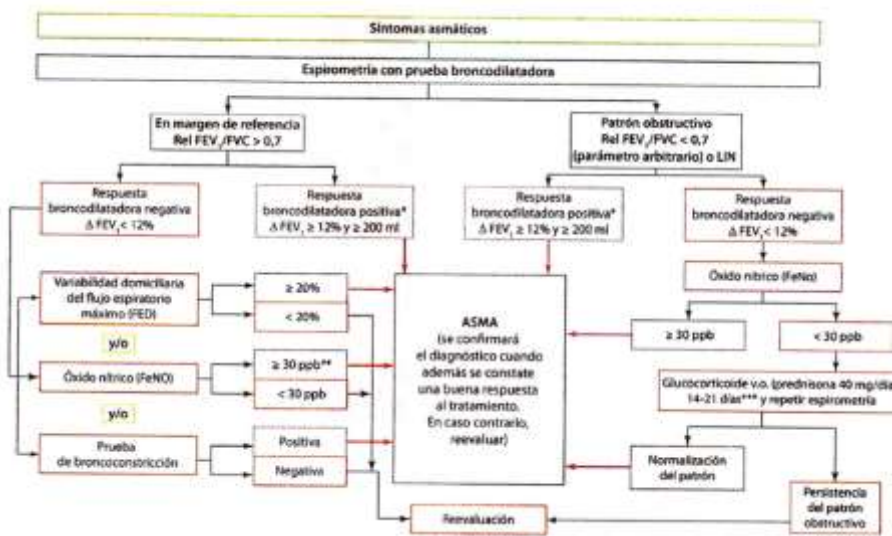 Síntomas asmáticos
Espirometría con prueba broncodilatadora
En margen de referencia
Rel FEV₁/FVC > 0,7
Patrón obstructivo
Rel FEV₁/FVC < 0,7
(parámetro arbitrario) o LIN
Respuesta
broncodilatadora negativa
Δ FEV₁ < 12%
Respuesta
broncodilatadora positiva*
Δ FEV₁ ≥ 12% y ≥ 200 ml
Respuesta
broncodilatadora positiva*
Δ FEV₁ ≥ 12% y ≥ 200 ml
Respuesta
broncodilatadora negativa
Δ FEV₁ < 12%
Variabilidad domiciliaria
del flujo espiratorio
máximo (FED)
≥ 20%
< 20%
y/o
Óxido nítrico (FeNO)
≥ 30 ppb**
< 30 ppb
y/o
Prueba
de broncoconstricción
Positiva
Negativa
ASMA
(se confirmará
el diagnóstico cuando
además se constate
una buena respuesta
al tratamiento.
En caso contrario,
reevaluar)
Óxido nítrico (FeNo)
≥ 30 ppb
< 30 ppb
Glucocorticoide v.o. (prednisona 40 mg/día)
14-21 días*** y repetir espirometría
Normalización
del patrón
Persistencia
del patrón
obstructivo
Reevaluación